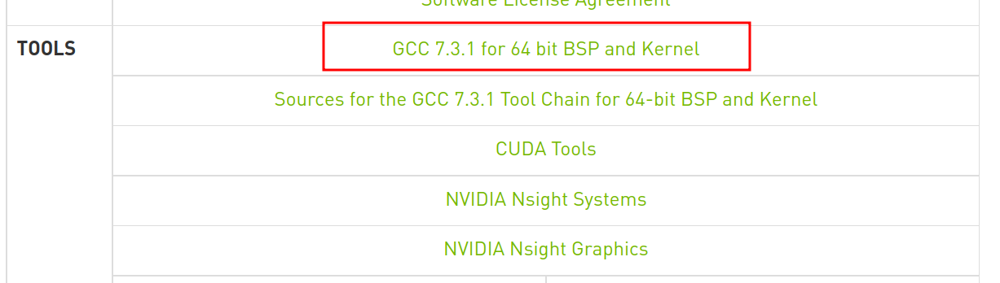 Software License Agreement
TOOLS
GCC 7.3.1 for 64 bit BSP and Kernel
Sources for the GCC 7.3.1 Tool Chain for 64-bit BSP and Kernel
CUDA Tools
NVIDIA Nsight Systems
NVIDIA Nsight Graphics